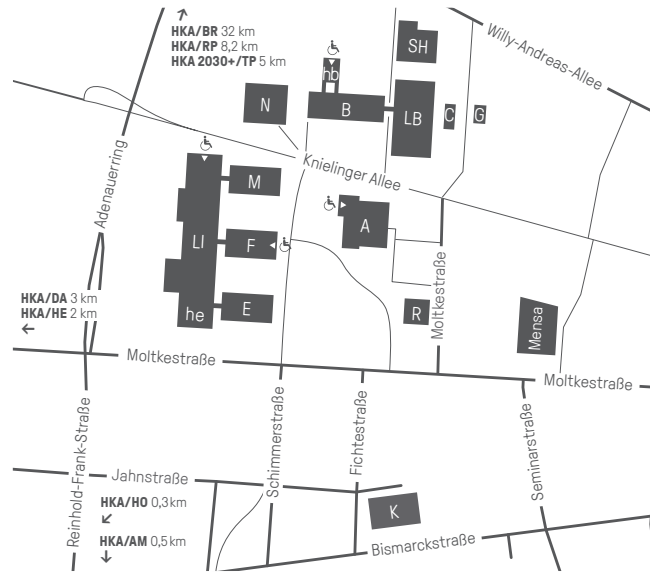 HKA/BR 32 km
HKA/RP 8,2 km
HKA 2030+/TP 5 km
Willy-Andreas-Allee
SH
hb
N
B
LB
C
G
Knielinger Allee
Adenauerring
M
A
LI
F
HKA/DA 3 km
HKA/HE 2 km
he
E
R
Moltkestraße
Mensa
Moltkestraße
Moltkestraße
Reinhold-Frank-Straße
Schimmerstraße
Fichtestraße
Seminarstraße
Jahnstraße
HKA/HO 0,3 km
K
HKA/AM 0,5 km
Bismarckstraße